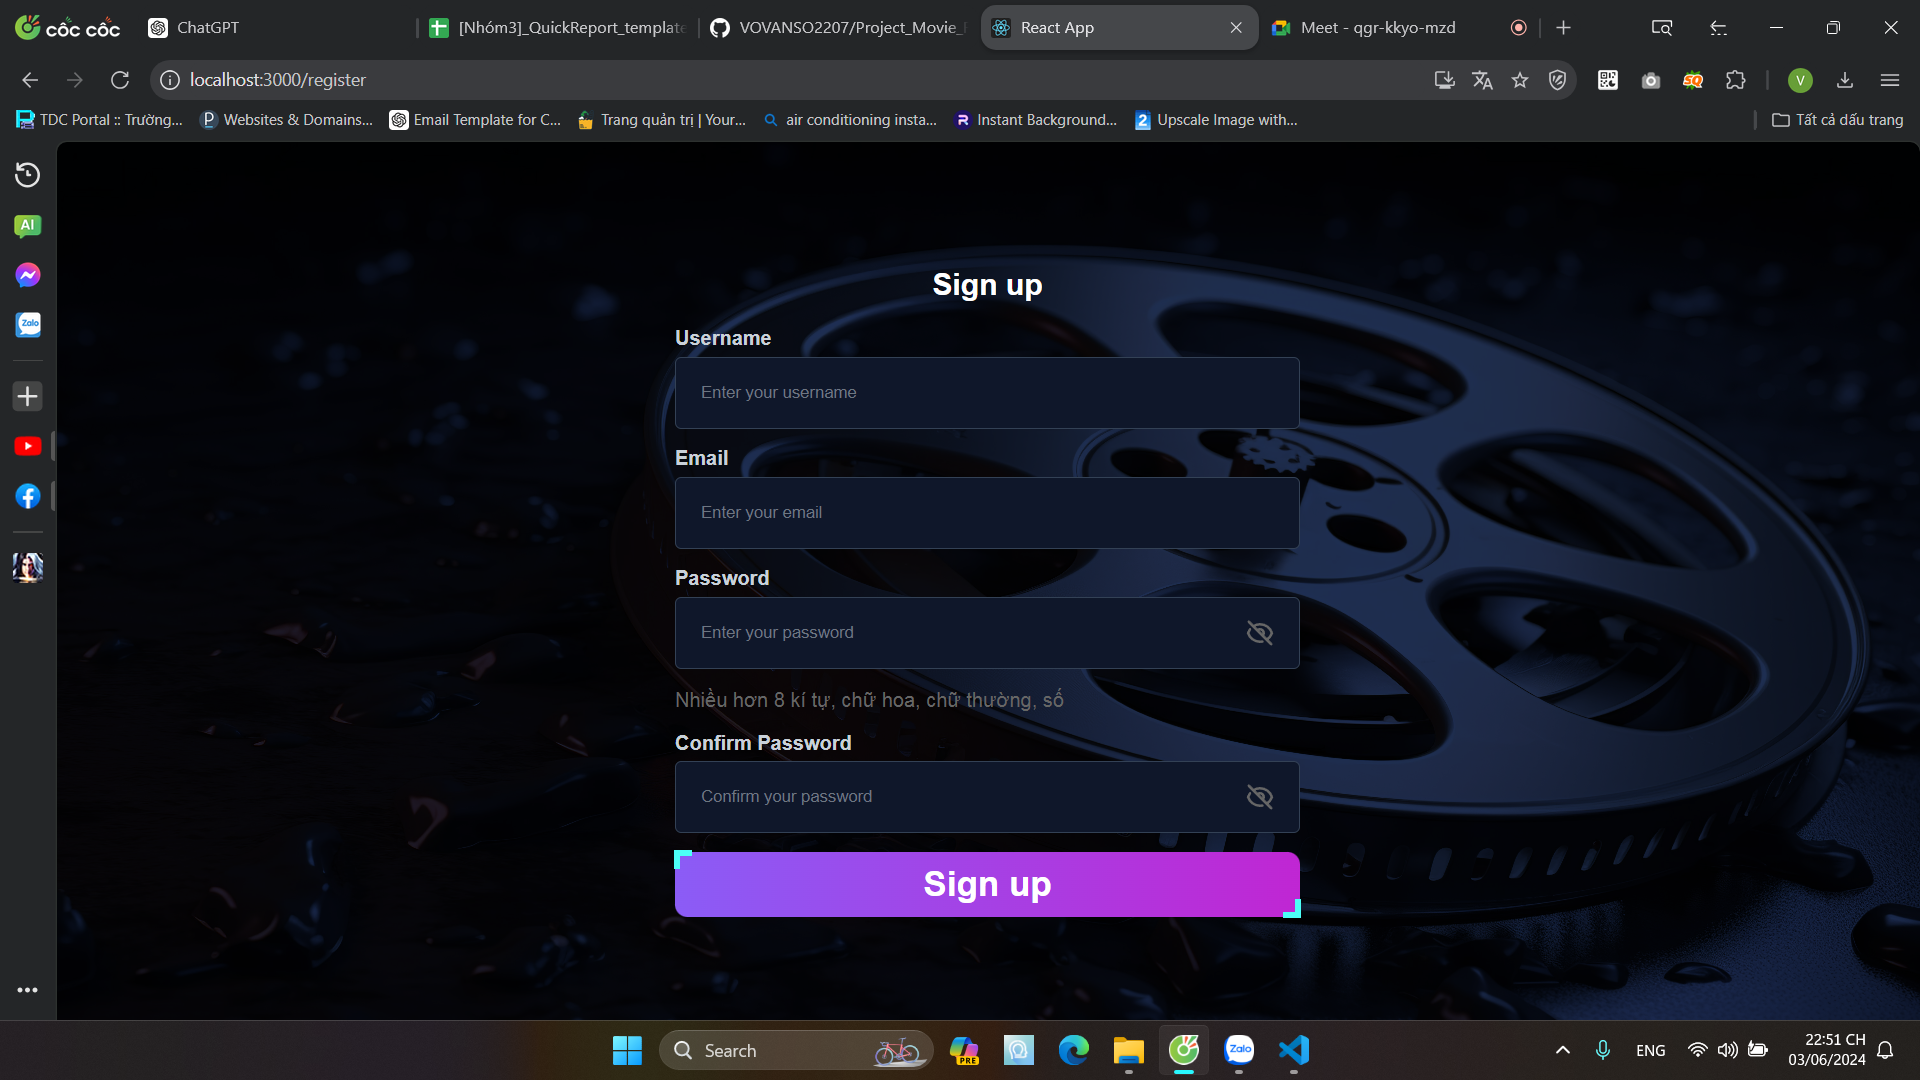 cốc cốc
ChatGPT
[Nhóm3]_QuickReport_template
VOVANSO2207/Project_Movie_
React App
Meet - qgr-kkyo-mzd
localhost:3000/register
V
TDC Portal :: Trường...
Websites & Domains...
Email Template for C...
Trang quản trị | Your...
air conditioning insta...
Instant Background...
Upscale Image with...
Tất cả dấu trang
AI
Zalo
Sign up
Username
Enter your username
Email
Enter your email
Password
Enter your password
Nhiều hơn 8 kí tự, chữ hoa, chữ thường, số
Confirm Password
Confirm your password
Sign up
Search
PRE
Zalo
ENG
22:51 CH
03/06/2024